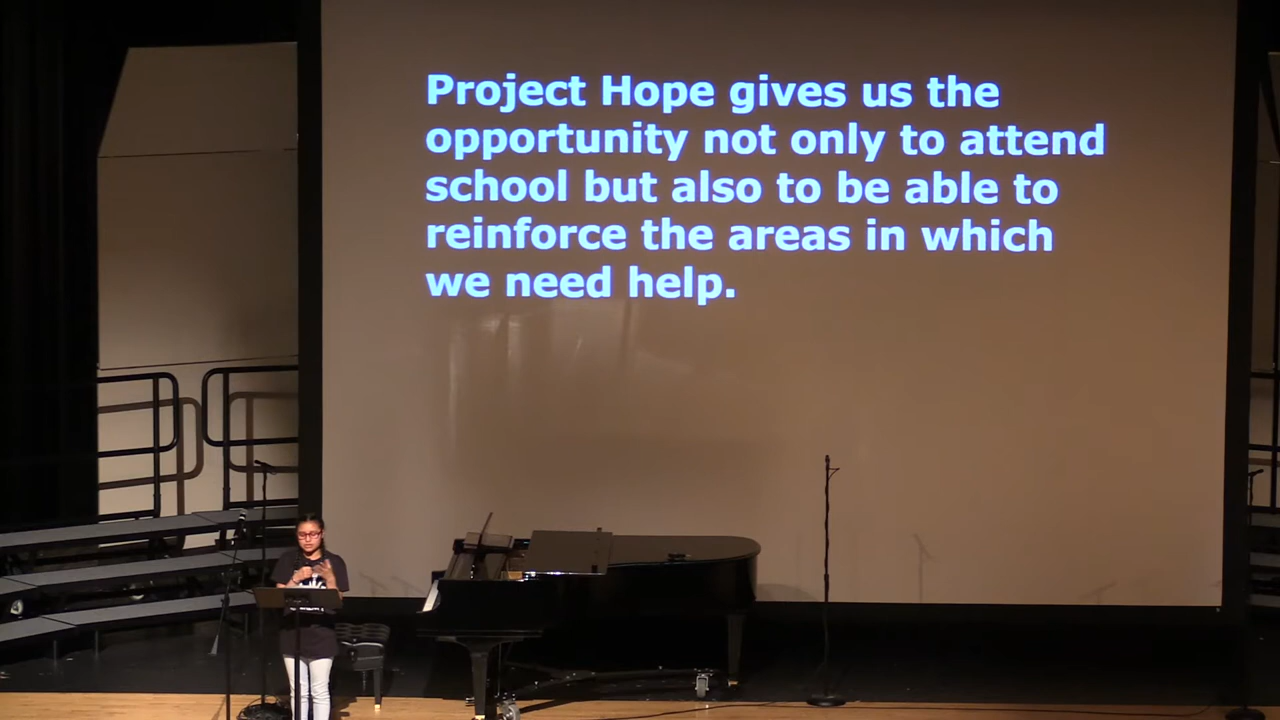 Project Hope gives us the
opportunity not only to attend
school but also to be able to
reinforce the areas in which
we need help.